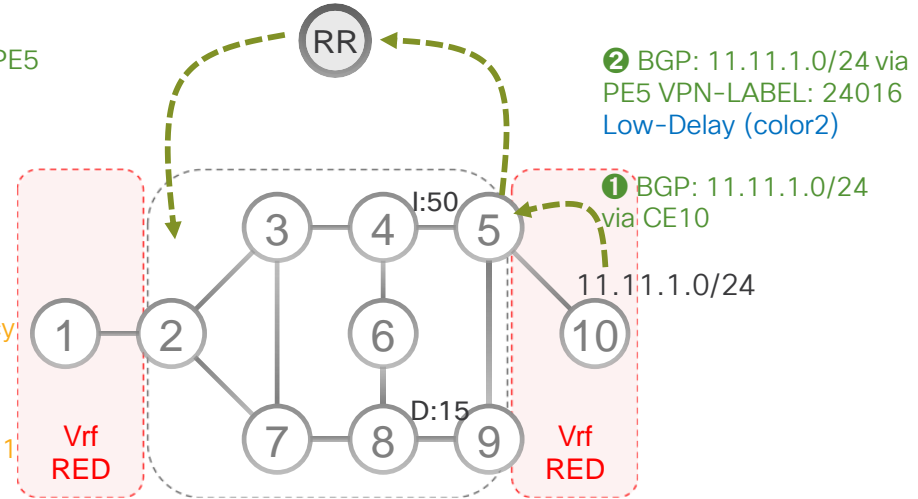 RR
PE5
❷ BGP: 11.11.1.0/24 via
PE5 VPN-LABEL: 24016
Low-Delay (color2)
❶ BGP: 11.11.1.0/24
via CE10
I:50
3
4
5
11.11.1.0/24
cy
1
2
6
10
D:15
7
8
9
1
Vrf
RED
Vrf
RED